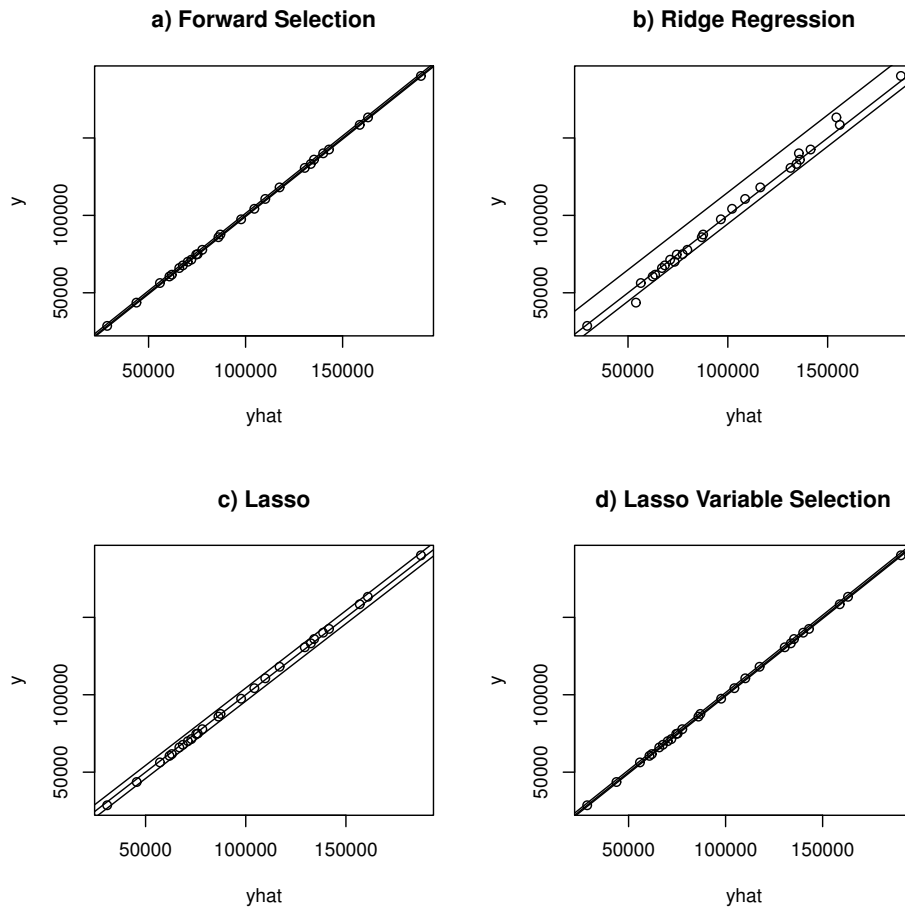 a) Forward Selection
y
50000 100000
50000 100000 150000
yhat
b) Ridge Regression
y
50000 100000
50000 100000 150000
yhat
c) Lasso
y
50000 100000
50000 100000 150000
yhat
d) Lasso Variable Selection
y
50000 100000
50000 100000 150000
yhat